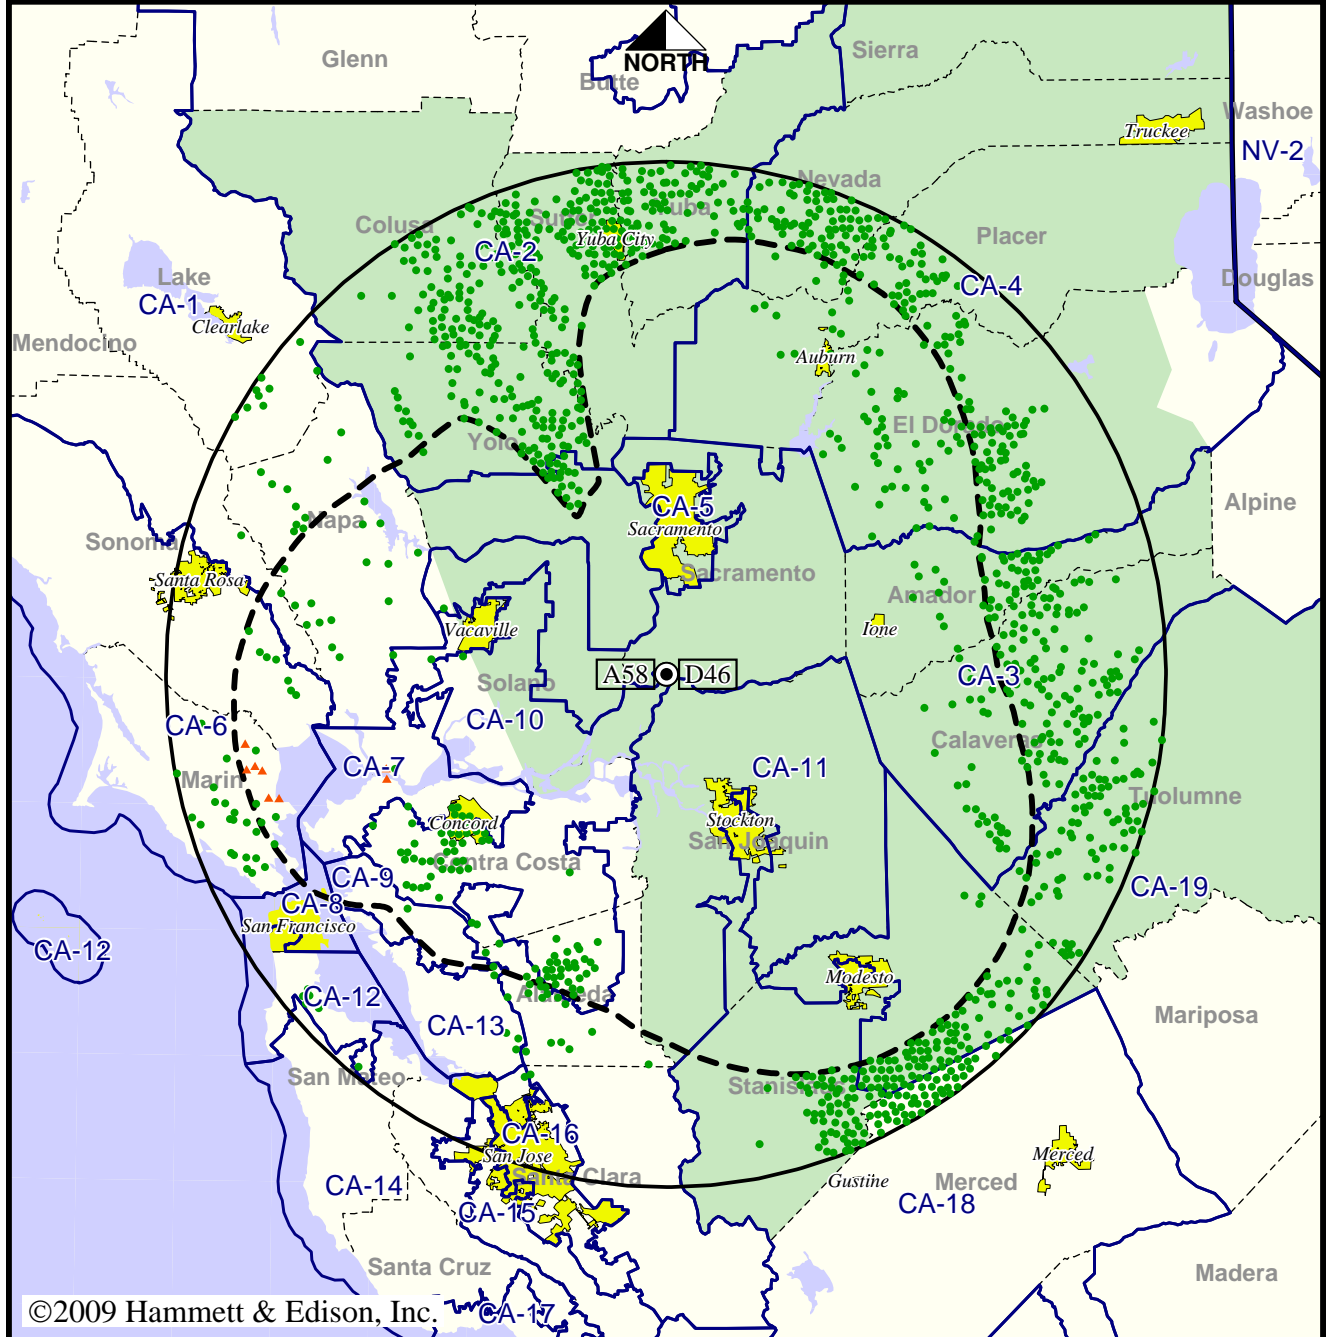 Glenn
Sierra
NORTH
Butte
Washoe
Truckee
NV-2
Nevada
Colusa
Sutter
Yuba
Yuba City
CA-2
Placer
Lake
CA-1
Clearlake
CA-4
Douglas
Mendocino
Auburn
Yolo
El Dorado
CA-5
Sacramento
Napa
Alpine
Sonoma
Santa Rosa
Sacramento
Amador
Vacaville
Ione
A58
D46
Solano
CA-3
CA-10
CA-6
Calaveras
CA-7
CA-11
Marin
Tuolumne
Concord
Stockton
San Joaquin
Contra Costa
CA-9
CA-19
CA-8
San Francisco
CA-12
Modesto
CA-12
Alameda
CA-13
Mariposa
San Mateo
Stanislaus
CA-16
San Jose
Merced
Santa Clara
Gustine
Merced
CA-14
CA-18
CA-15
Santa Cruz
Madera
©2009 Hammett & Edison, Inc.
CA-17